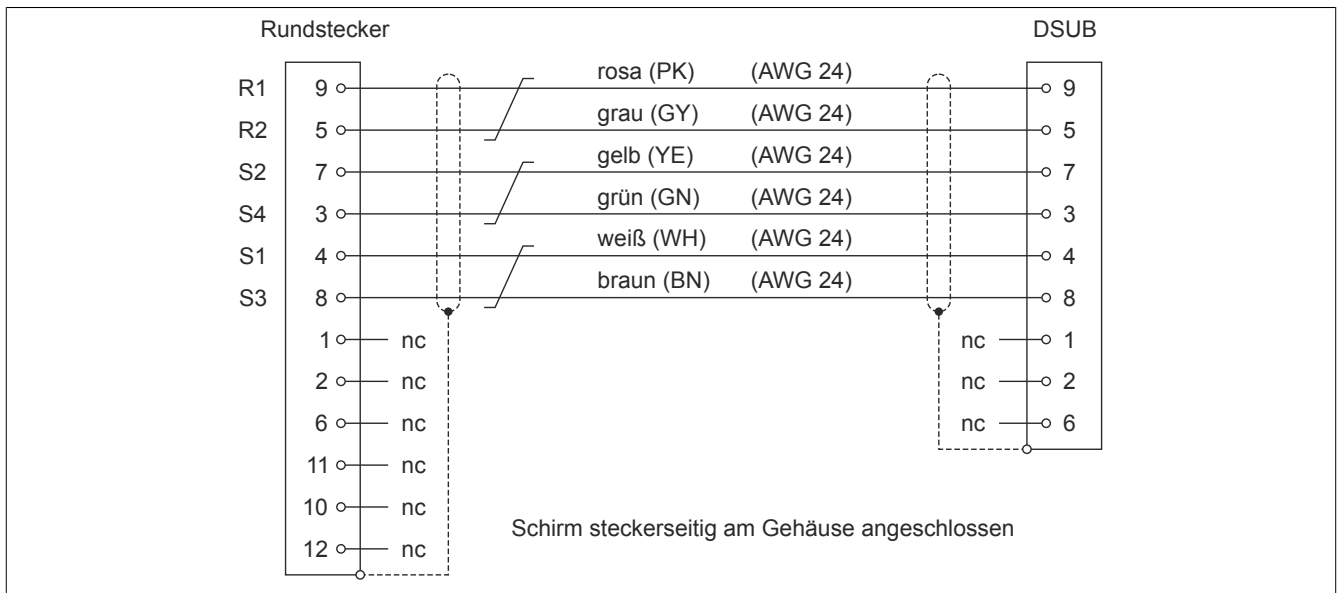 Rundstecker DSUB
R1 9 rosa (PK) (AWG 24) 9
R2 5 grau (GY) (AWG 24) 5
S2 7 gelb (YE) (AWG 24) 7
S4 3 grün (GN) (AWG 24) 3
S1 4 weiß (WH) (AWG 24) 4
S3 8 braun (BN) (AWG 24) 8
1 nc nc 1
2 nc nc 2
6 nc nc 6
11 nc
10 nc
Schirm steckerseitig am Gehäuse angeschlossen
12 nc